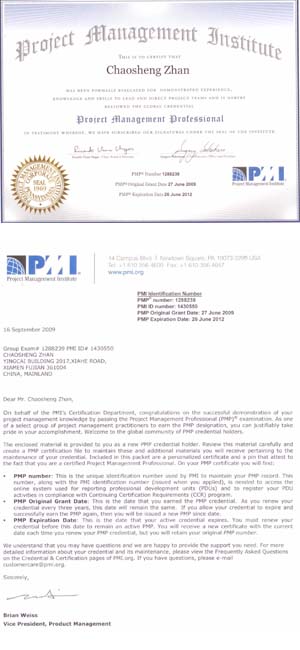 Project Management Institute
THIS IS TO CERTIFY THAT
Chaosheng Zhan
HAS BEEN FORMALLY EVALUATED FOR DEMONSTRATED EXPERIENCE,
KNOWLEDGE AND SKILLS TO LEAD AND DIRECT PROJECT TEAMS AND IS HEREBY
BESTOWED THE GLOBAL CREDENTIAL
Project Management Professional
IN TESTIMONY WHEREOF, WE HAVE SUBSCRIBED OUR SIGNATURES UNDER THE SEAL OF THE INSTITUTE
PMP® Number 1288239
PMP® Original Grant Date 27 June 2009
PMP® Expiration Date 26 June 2012
SEAL
1969
PMI
Project Management Institute
PMI
Project Management Institute
14 Campus Blvd
Newtown Square, PA 19073-3299 USA
www.pmi.org
PMI Identification Number
PMP® number: 1288239
PMI ID number: 1430550
PMP Original Grant Date: 27 June 2009
PMP Expiration Date: 26 June 2012
16 September 2009
Group Exam# 1288239 PMI ID# 1430550
CHAOSHENG ZHAN
YINGCAI BUILDING 2017,XIAHE ROAD,
XIAMEN FUJIAN 361004
CHINA, MAINLAND
Dear Mr. Chaosheng Zhan,
On behalf of the PMI's Certification Department, congratulations on the successful demonstration of your
project management knowledge by passing the Project Management Professional (PMP)® examination. As one
of a select group of project management practitioners to earn the PMP designation, you can justifiably take
pride in your accomplishment. Welcome to the global community of PMP credential holders.
The enclosed material is provided to you as a new PMP credential holder. Review this material carefully and
create a PMP certification file to maintain these and additional materials you will receive pertaining to the
maintenance of your credential. Included in this packet are a personalized certificate and a pin that attest to
the fact that you are a certified Project Management Professional. On your PMP certificate you will find:
• PMP number: This is the unique identification number used by PMI to maintain your PMP record. This
number, along with the PMI identification number (issued when you applied), is needed to access the
online system used for reporting professional development units (PDUs) and to register your PDU
activities in compliance with Continuing Certification Requirements (CCR) program.
• PMP Original Grant Date: This is the date that you earned the PMP credential. As you renew your
credential every three years, this date will remain the same. If you allow your credential to expire and
successfully earn the PMP again, then you will be issued a new PMP since date.
• PMP Expiration Date: This is the date that your active credential expires. You must renew your
credential before this date to remain an active PMP. You will receive a new certificate with the current
date each time you renew your PMP credential, but you will retain your original PMP number.
We understand that you may have questions and we are happy to provide the support you need. For more
detailed information about your credential and its maintenance, please view the Frequently Asked Questions
on the Credential & Certification pages of PMI.org. If you have questions, please e-mail
customercare@pmi.org.
Sincerely,
Brian Weiss
Vice President, Product Management